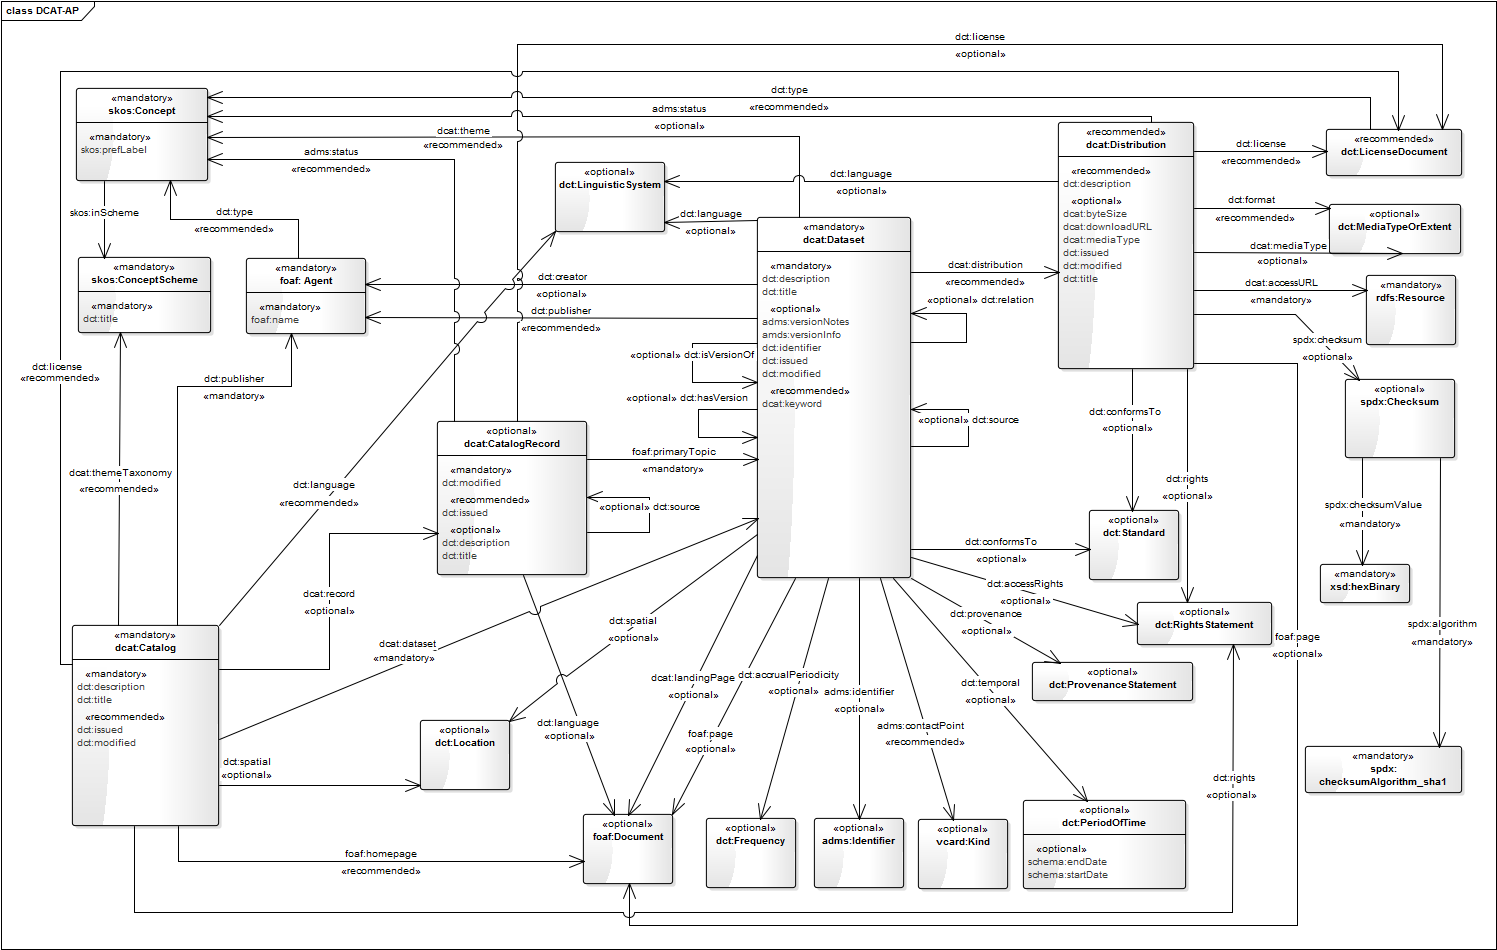 class DCAT-AP
dct:license
«optional»
dct:type
«recommended»
adms:status
«optional»
dcat:theme
«recommended»
adms:status
«recommended»
«mandatory»
skos:Concept
«mandatory»
skos:prefLabel
skos:inScheme
dct:type
«recommended»
«mandatory»
skos:ConceptScheme
«mandatory»
dct:title
«mandatory»
foaf: Agent
«mandatory»
foaf:name
«optional»
dct:LinguisticSystem
dct:language
«optional»
dct:language
«optional»
«recommended»
dcat:Distribution
«recommended»
dct:description
«optional»
dcat:byteSize
dcat:downloadURL
dcat:mediaType
dct:issued
dct:modified
dct:title
dct:license
«recommended»
«recommended»
dct:LicenseDocument
dct:format
«recommended»
«optional»
dct:MediaTypeOrExtent
dcat:mediaType
«optional»
dcat:accessURL
«mandatory»
«mandatory»
rdfs:Resource
spdx:checksum
«optional»
«optional»
spdx:Checksum
«mandatory»
dcat:Dataset
«mandatory»
dct:description
dct:title
«optional»
adms:versionNotes
amds:versionInfo
dct:identifier
dct:issued
dct:modified
«recommended»
dcat:keyword
dct:creator
«optional»
dct:publisher
«recommended»
dcat:distribution
«recommended»
«optional» dct:relation
«optional» dct:isVersionOf
«optional» dct:hasVersion
«optional» dct:source
dct:license
«recommended»
dct:publisher
«mandatory»
dcat:themeTaxonomy
«recommended»
dct:language
«recommended»
«optional»
dcat:CatalogRecord
«mandatory»
dct:modified
«recommended»
dct:issued
«optional»
dct:description
dct:title
foaf:primaryTopic
«mandatory»
«optional» dct:source
dct:conformsTo
«optional»
dct:rights
«optional»
spdx:checksumValue
«mandatory»
«optional»
dct:Standard
dct:conformsTo
«optional»
«mandatory»
xsd:hexBinary
dct:accessRights
«optional»
dct:provenance
«optional»
«optional»
dct:RightsStatement
foaf:page
«optional»
spdx:algorithm
«mandatory»
dcat:record
«optional»
«mandatory»
dcat:Catalog
«mandatory»
dct:description
dct:title
«recommended»
dct:issued
dct:modified
dcat:dataset
«mandatory»
dct:spatial
«optional»
dcat:landingPage
«optional»
dct:accrualPeriodicity
«optional»
adms:identifier
«optional»
dct:temporal
«optional»
«optional»
dct:ProvenanceStatement
dct:language
«optional»
foaf:page
«optional»
adms:contactPoint
«recommended»
«optional»
dct:Location
dct:spatial
«optional»
«mandatory»
spdx:
checksumAlgorithm_sha1
dct:rights
«optional»
foaf:homepage
«recommended»
«optional»
foaf:Document
«optional»
dct:Frequency
«optional»
adms:Identifier
«optional»
vcard:Kind
«optional»
dct:PeriodOfTime
«optional»
schema:endDate
schema:startDate